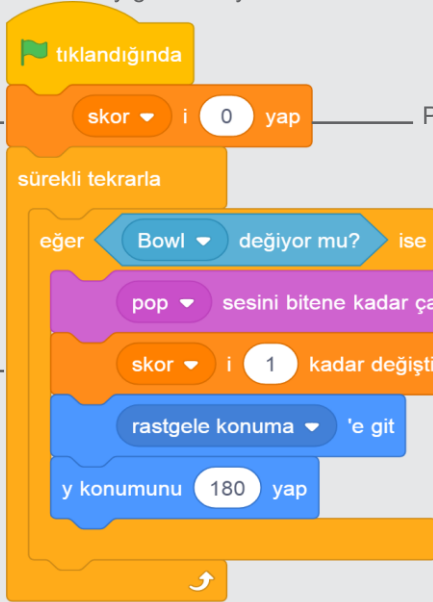 tıklandığında
skor i 0 yap
sürekli tekrarla
eğer Bowl değiyor mu? ise
pop sesini bitene kadar ça
skor i 1 kadar değişti
rastgele konuma 'e git
y konumunu 180 yap